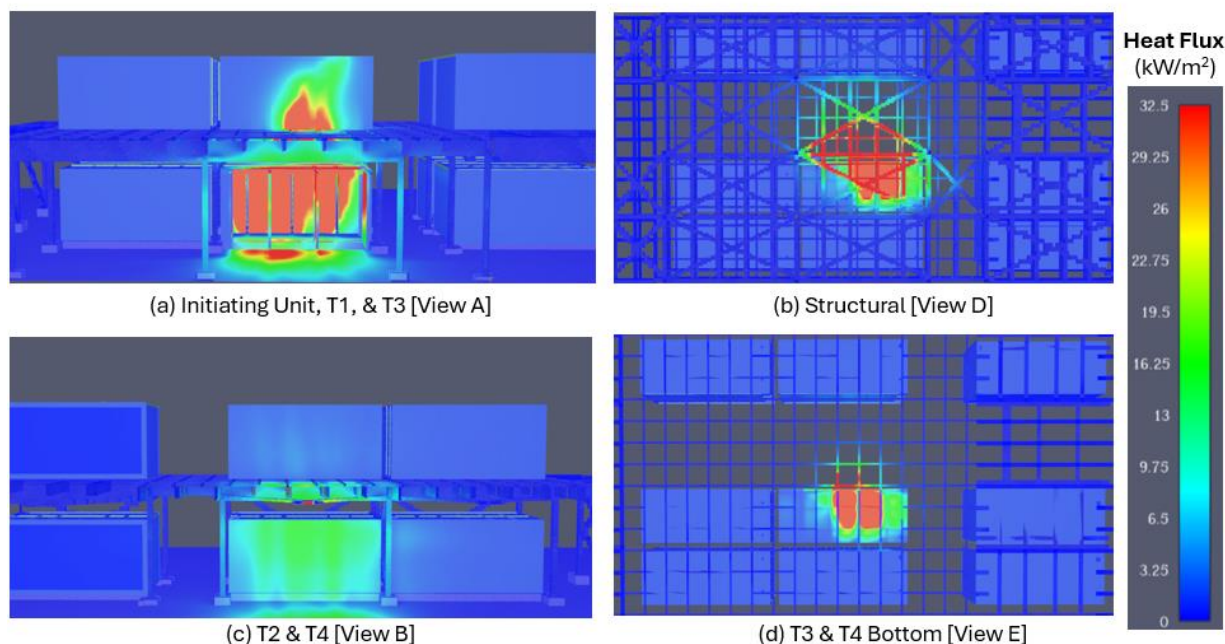 Heat Flux
(kW/m²)
32.5
29.25
26
22.75
19.5
16.25
13
9.75
6.5
3.25
0
(a) Initiating Unit, T1, & T3 [View A]
(b) Structural [View D]
(c) T2 & T4 [View B]
(d) T3 & T4 Bottom [View E]